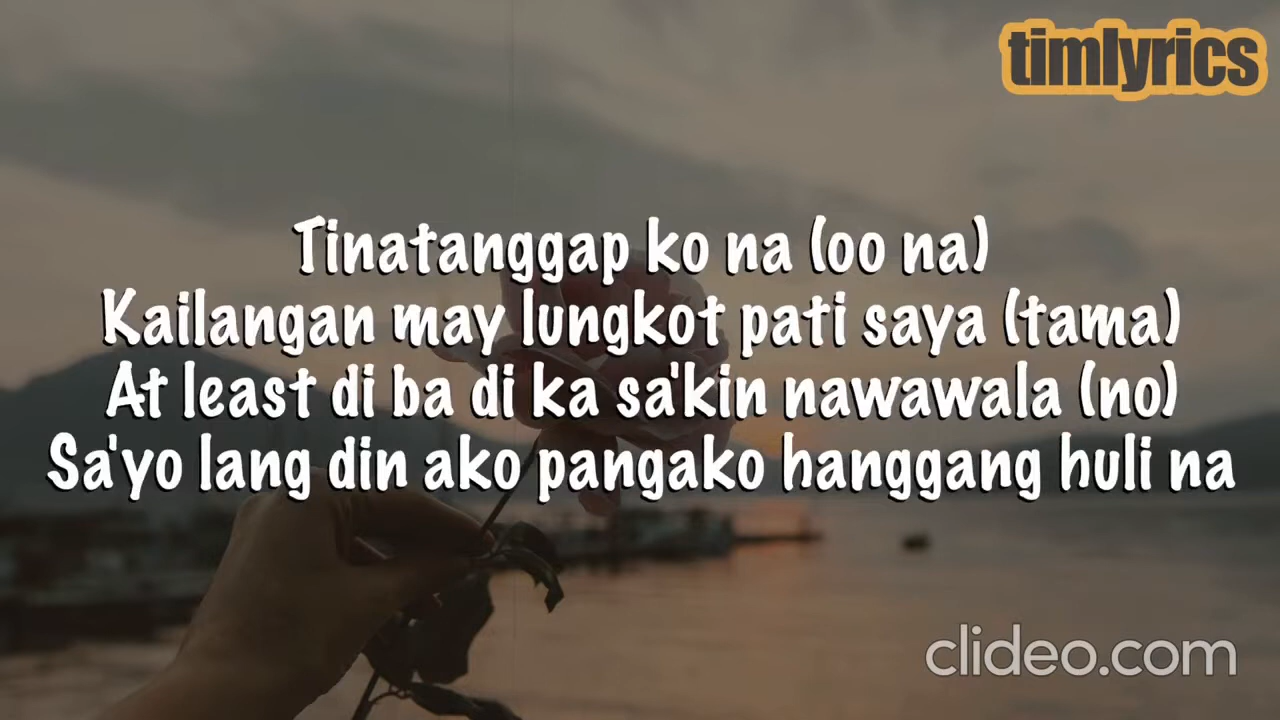 timlyrics
Tinatanggap ko na (oo na)
Kailangan may lungkot pati saya (tama)
At least di ba di ka sa'kin nawawala (no)
Sa'yo lang din ako pangako hanggang huli na
clideo.com